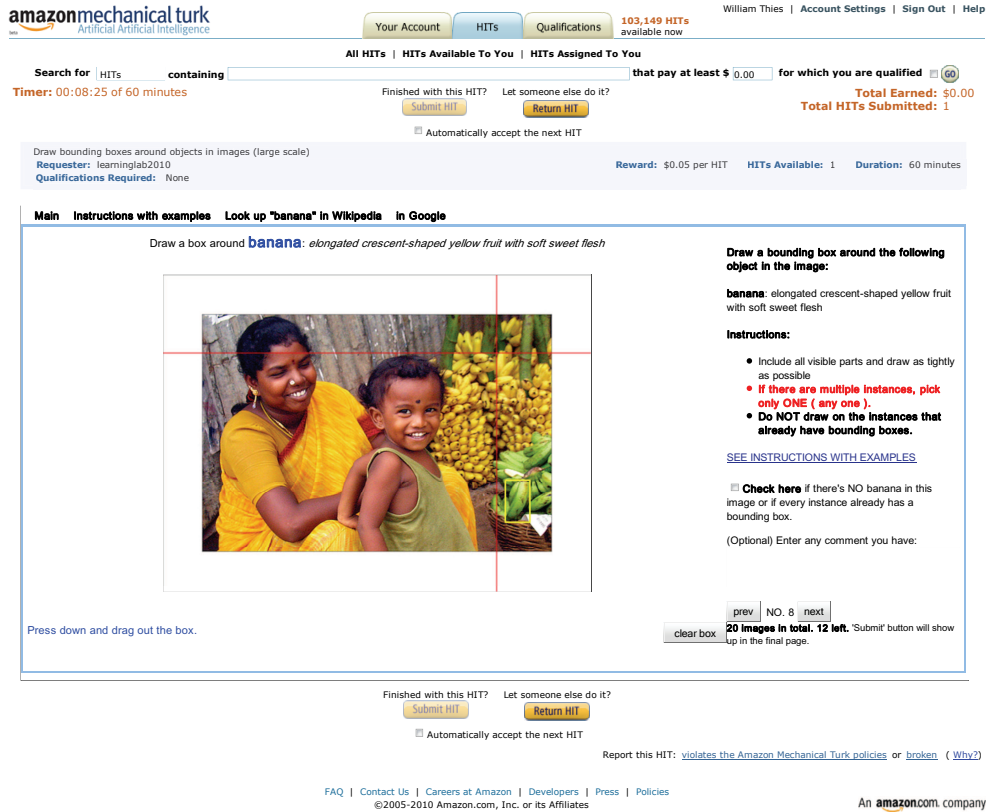 amazonmechanical turk
beta
Artificial Artificial Intelligence
Your Account
HITs
Qualifications
103,149 HITs
available now
William Thies | Account Settings | Sign Out | Help
All HITs | HITs Available To You | HITs Assigned To You
Search for HITs containing that pay at least $ 0.00 for which you are qualified GO
Timer: 00:08:25 of 60 minutes
Finished with this HIT? Let someone else do it?
Submit HIT Return HIT
Automatically accept the next HIT
Total Earned: $0.00
Total HITs Submitted: 1
Draw bounding boxes around objects in images (large scale)
Requester: learninglab2010
Qualifications Required: None
Reward: $0.05 per HIT HITs Available: 1 Duration: 60 minutes
Main Instructions with examples Look up "banana" in Wikipedia in Google
Draw a box around banana: elongated crescent-shaped yellow fruit with soft sweet flesh
Draw a bounding box around the following
object in the image:
banana: elongated crescent-shaped yellow fruit
with soft sweet flesh
Instructions:
• Include all visible parts and draw as tightly
as possible
• If there are multiple instances, pick
only ONE ( any one ).
• Do NOT draw on the instances that
already have bounding boxes.
SEE INSTRUCTIONS WITH EXAMPLES
Check here if there's NO banana in this
image or if every instance already has a
bounding box.
(Optional) Enter any comment you have:
prev NO. 8 next
Press down and drag out the box.
clear box
20 images in total. 12 left. 'Submit' button will show
up in the final page.
Finished with this HIT? Let someone else do it?
Submit HIT Return HIT
Automatically accept the next HIT
Report this HIT: violates the Amazon Mechanical Turk policies or broken ( Why?)
FAQ | Contact Us | Careers at Amazon | Developers | Press | Policies
©2005-2010 Amazon.com, Inc. or its Affiliates
An amazon.com. company